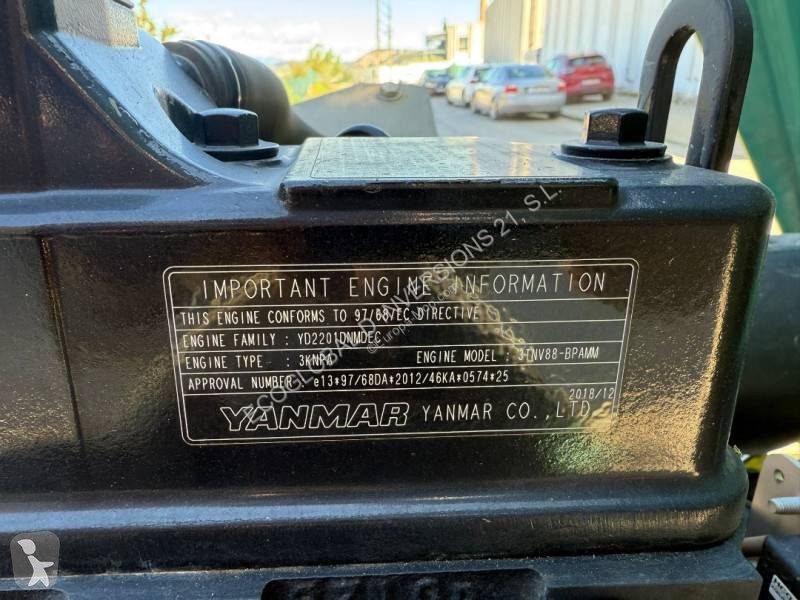 IMPORTANT ENGINE INFORMATION
THIS ENGINE CONFORMS TO 97/68/EC DIRECTIVE
ENGINE FAMILY : YD2201DNMDEC
ENGINE TYPE : 3KNPA ENGINE MODEL : 3TNV88-BPAMM
APPROVAL NUMBER : e13*97/68DA*2012/46KA*0574*25
2018/12
YANMAR YANMAR CO.,LTD.
ECOGLOBALD INVERSIONS 21, S.L.